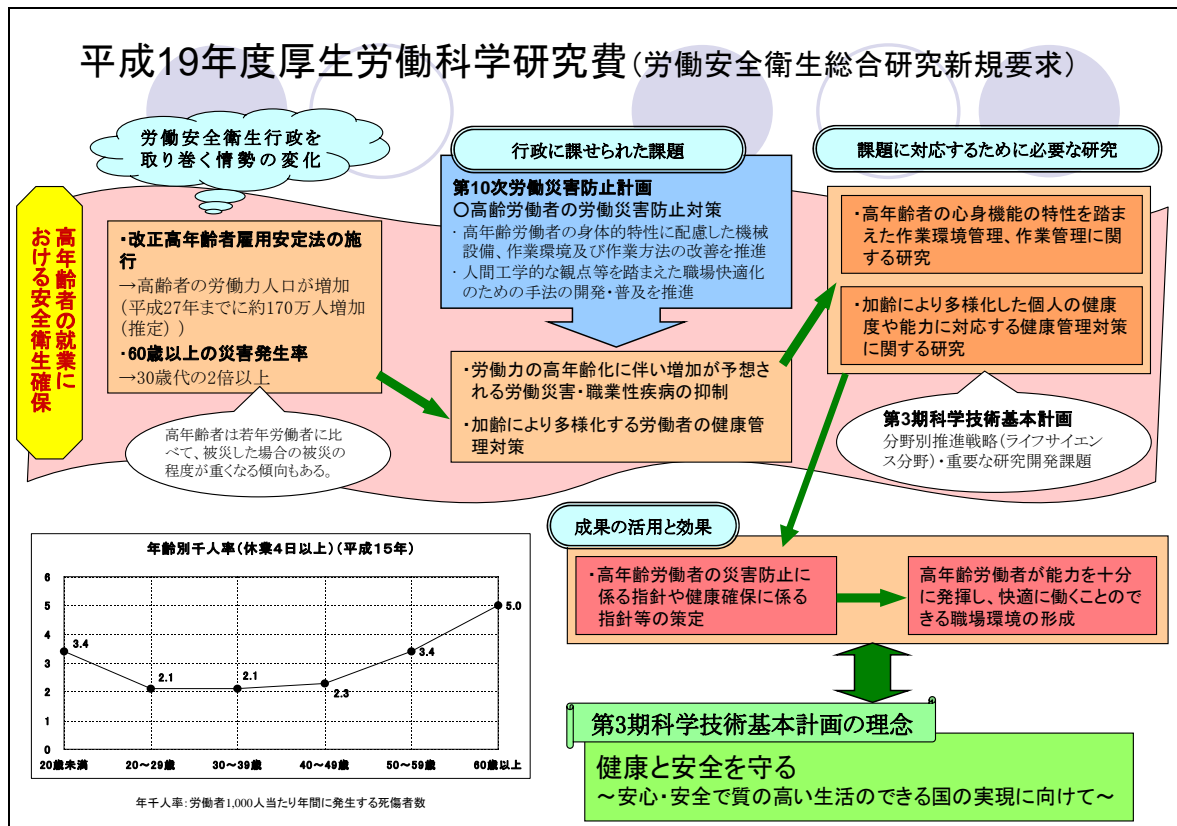 平成19年度厚生労働科学研究費(労働安全衛生総合研究新規要求)
労働安全衛生行政を
取り巻く情勢の変化
高年齢者の就業に
おける安全衛生確保
・改正高年齢者雇用安定法の施
行
→高齢者の労働力人口が増加
(平成27年までに約170万人増加
(推定))
・60歳以上の災害発生率
→30歳代の2倍以上
高年齢者は若年労働者に比
べて、被災した場合の被災の
程度が重くなる傾向もある。
行政に課せられた課題
第10次労働災害防止計画
○高齢労働者の労働災害防止対策
・高年齢労働者の身体的特性に配慮した機械
設備、作業環境及び作業方法の改善を推進
・人間工学的な観点等を踏まえた職場快適化
のための手法の開発・普及を推進
・労働力の高年齢化に伴い増加が予想さ
れる労働災害・職業性疾病の抑制
・加齢により多様化する労働者の健康管
理対策
課題に対応するために必要な研究
・高年齢者の心身機能の特性を踏ま
えた作業環境管理、作業管理に関
する研究
・加齢により多様化した個人の健康
度や能力に対応する健康管理対策
に関する研究
第3期科学技術基本計画
分野別推進戦略(ライフサイエン
ス分野)・重要な研究開発課題
成果の活用と効果
・高年齢労働者の災害防止に
係る指針や健康確保に係る
指針等の策定
高年齢労働者が能力を十分
に発揮し、快適に働くことので
きる職場環境の形成
第3期科学技術基本計画の理念
健康と安全を守る
～安心・安全で質の高い生活のできる国の実現に向けて～
年齢別千人率(休業4日以上)(平成15年)
6
5
4
3
2
1
0
3.4
2.1
2.1
2.3
3.4
5.0
20歳未満
20～29歳
30～39歳
40～49歳
50～59歳
60歳以上
年千人率:労働者1,000人当たり年間に発生する死傷者数